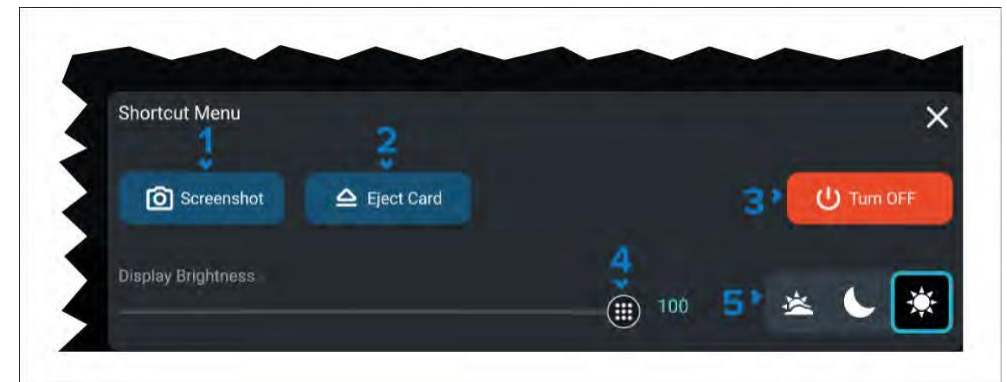 Shortcut Menu
1
2
Screenshot
Eject Card
3
Turn OFF
Display Brightness
4
100
5